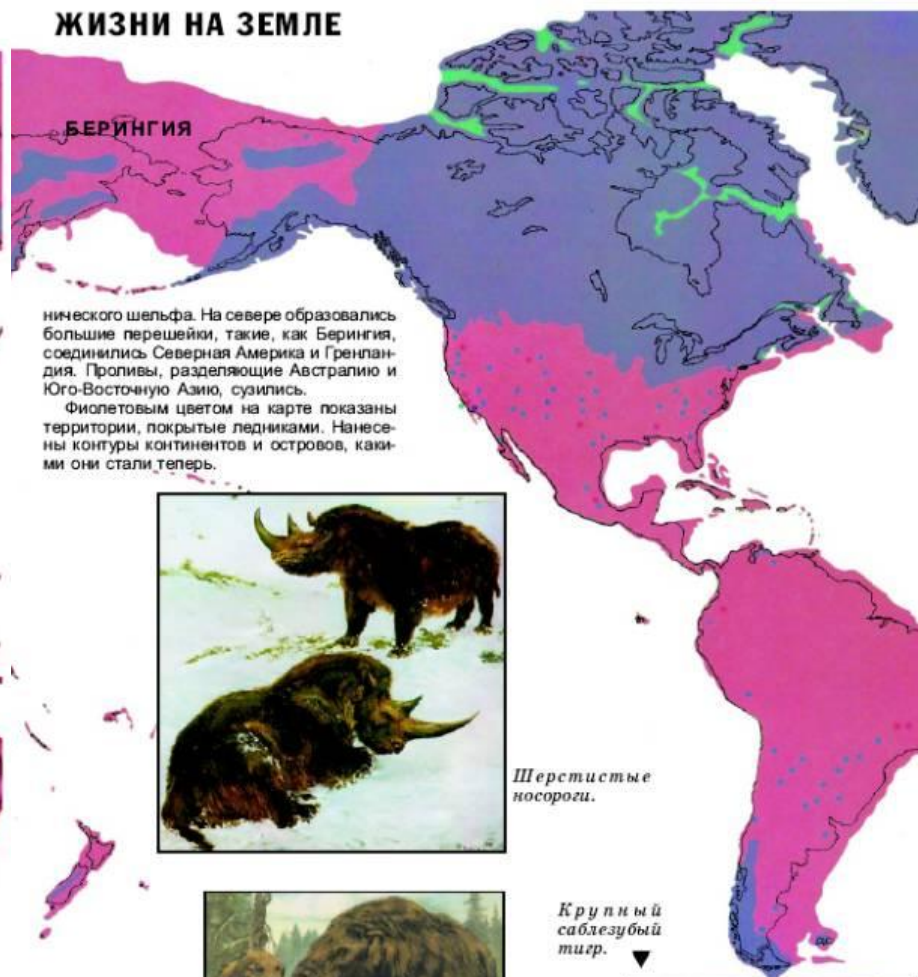 ЖИЗНИ НА ЗЕМЛЕ
БЕРИНГИЯ
нического шельфа. На севере образовались
большие перешейки, такие, как Берингия,
соединились Северная Америка и Гренлан-
дия. Проливы, разделяющие Австралию и
Юго-Восточную Азию, сузились.
Фиолетовым цветом на карте показаны
территории, покрытые ледниками. Нанесе-
ны контуры континентов и островов, каки-
ми они стали теперь.
Шерстистые
носороги.
Крупный
саблезубый
тигр.